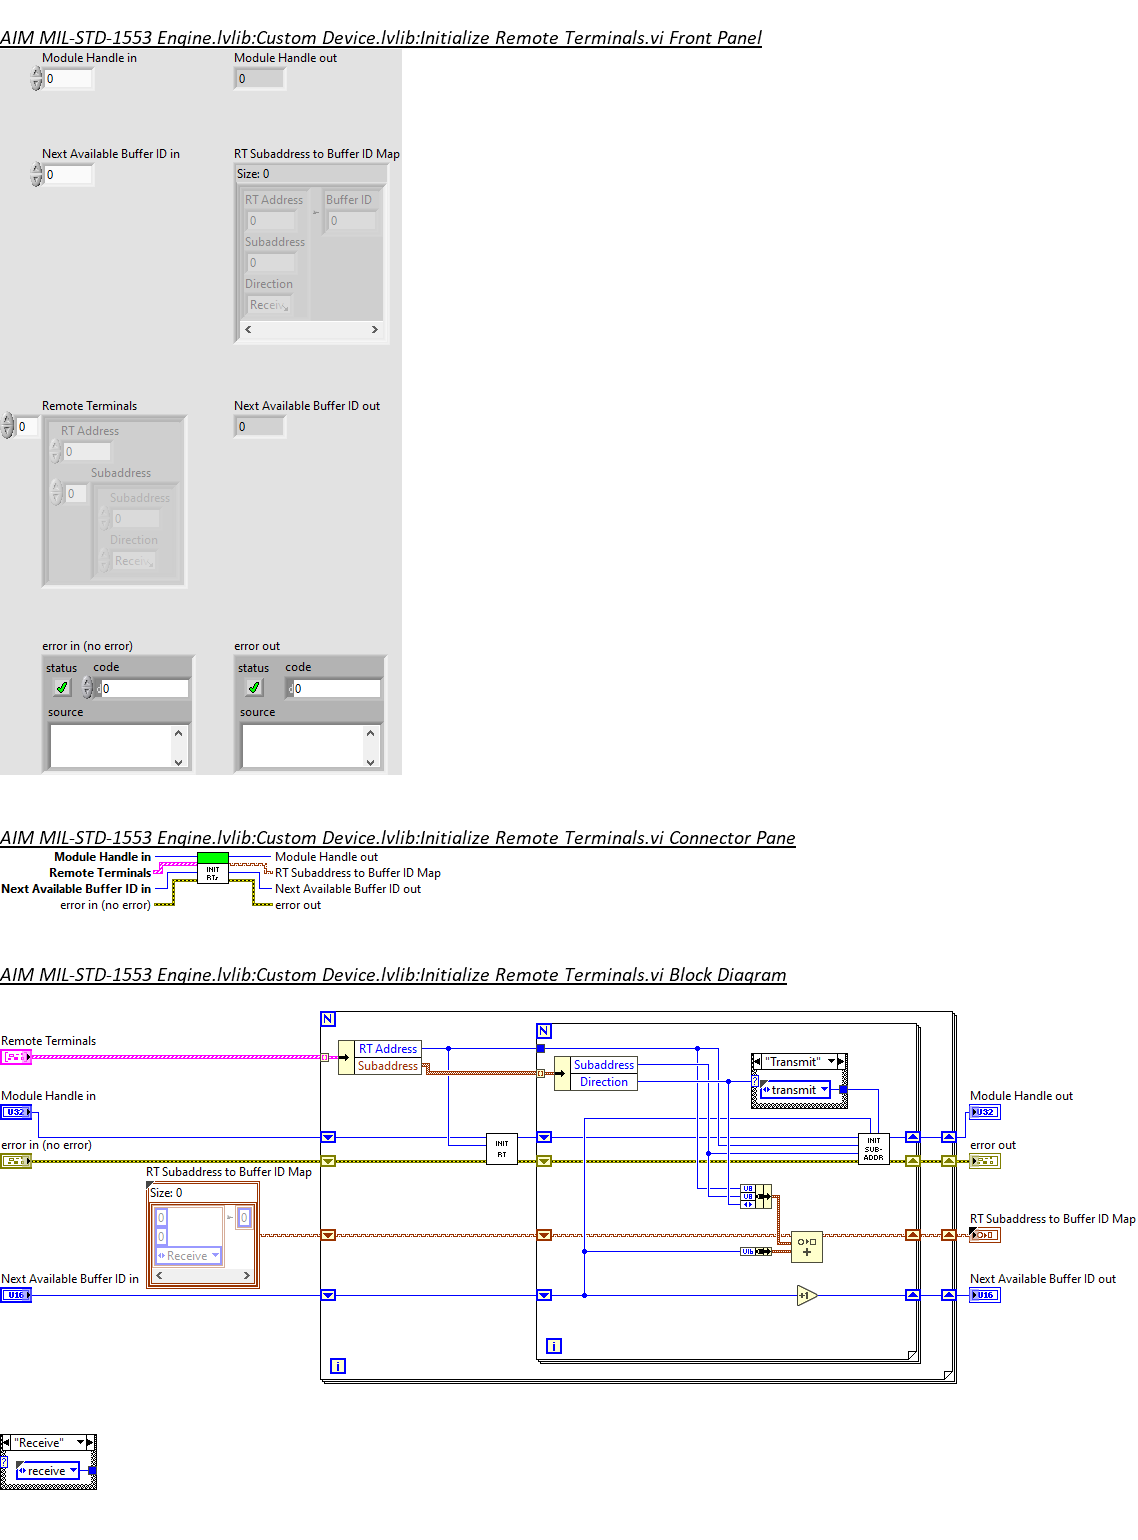 AIM MIL-STD-1553 Engine.lvlib:Custom Device.lvlib:Initialize Remote Terminals.vi Front Panel
Module Handle in
Module Handle out
0
0
Next Available Buffer ID in
RT Subaddress to Buffer ID Map
0
Size: 0
RT Address
Buffer ID
0
0
Subaddress
0
Direction
Receiv
Remote Terminals
Next Available Buffer ID out
0
0
RT Address
0
Subaddress
0
Subaddress
0
Direction
Receiv
error in (no error)
error out
status
code
status
code
d0
d0
source
source
AIM MIL-STD-1553 Engine.lvlib:Custom Device.lvlib:Initialize Remote Terminals.vi Connector Pane
Module Handle in
Module Handle out
Remote Terminals
INIT
RTs
RT Subaddress to Buffer ID Map
Next Available Buffer ID in
Next Available Buffer ID out
error in (no error)
error out
AIM MIL-STD-1553 Engine.lvlib:Custom Device.lvlib:Initialize Remote Terminals.vi Block Diagram
N
N
Remote Terminals
RT Address
Subaddress
Subaddress
Direction
"Transmit"
?
transmit
Module Handle in
U32
Module Handle out
U32
error in (no error)
INIT
RT
INIT
SUB-
ADDR
error out
RT Subaddress to Buffer ID Map
Size: 0
0
0
0
Receive
U8
U8
U16
RT Subaddress to Buffer ID Map
Next Available Buffer ID in
U16
+1
Next Available Buffer ID out
U16
i
i
"Receive"
?
receive